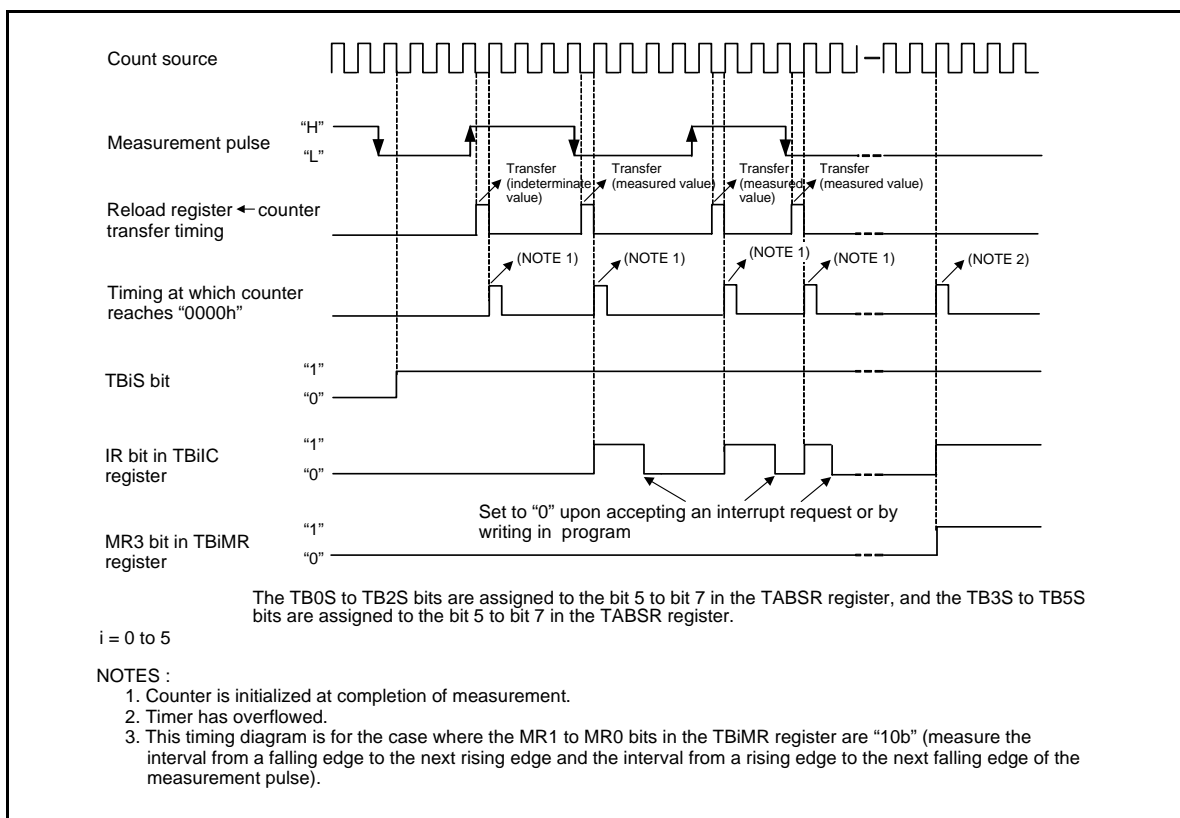 Count source
Measurement pulse
“H”
“L”
Transfer
(indeterminate
value)
Transfer
(measured value)
Transfer
(measured
value)
Transfer
(measured value)
Reload register ← counter
transfer timing
(NOTE 1)
(NOTE 1)
(NOTE 1)
(NOTE 1)
(NOTE 2)
Timing at which counter
reaches “0000h”
TBiS bit
“1”
“0”
IR bit in TBiIC
register
“1”
“0”
Set to “0” upon accepting an interrupt request or by
writing in program
MR3 bit in TBiMR
register
“1”
“0”
The TB0S to TB2S bits are assigned to the bit 5 to bit 7 in the TABSR register, and the TB3S to TB5S
bits are assigned to the bit 5 to bit 7 in the TABSR register.
i = 0 to 5
NOTES :
1. Counter is initialized at completion of measurement.
2. Timer has overflowed.
3. This timing diagram is for the case where the MR1 to MR0 bits in the TBiMR register are “10b” (measure the
interval from a falling edge to the next rising edge and the interval from a rising edge to the next falling edge of the
measurement pulse).